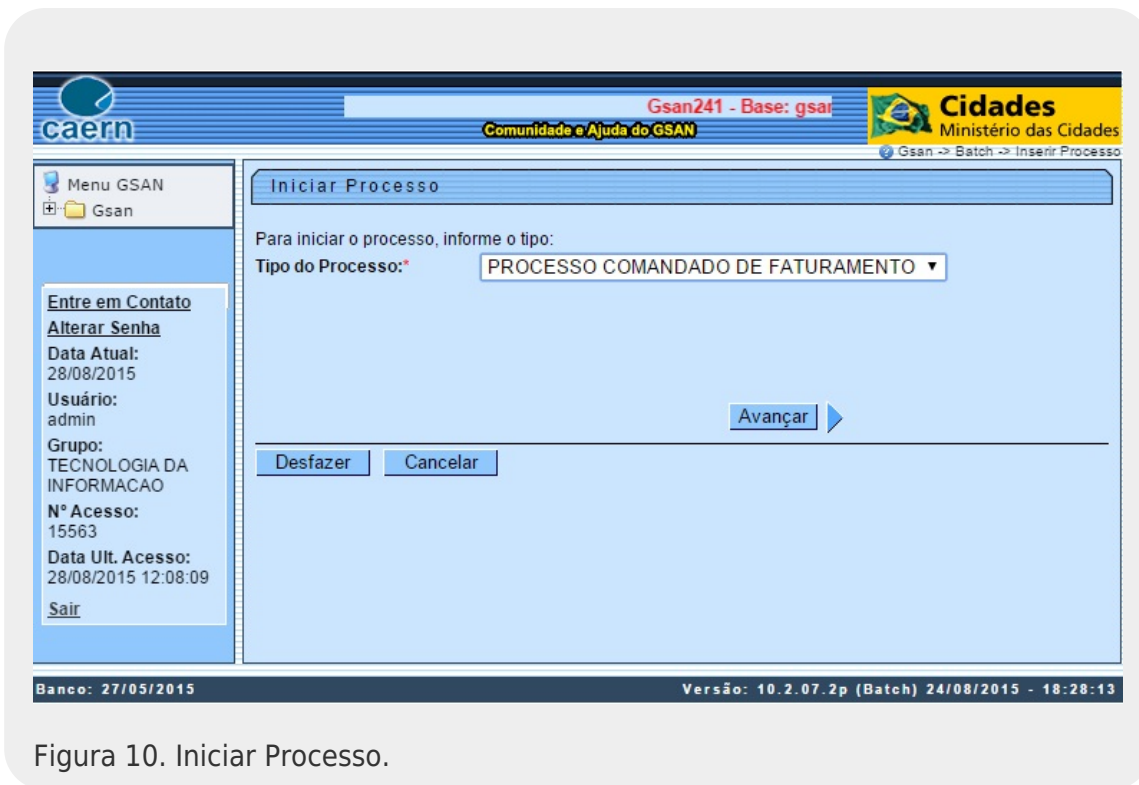 caern
Gsan241 - Base: gsan
Comunidade e Ajuda do GSAN
Cidades
Ministério das Cidades
Gsan -> Batch -> Inserir Processo
Menu GSAN
Gsan
Iniciar Processo
Para iniciar o processo, informe o tipo:
Tipo do Processo:* PROCESSO COMANDADO DE FATURAMENTO
Avançar
Desfazer Cancelar
Entre em Contato
Alterar Senha
Data Atual:
28/08/2015
Usuário:
admin
Grupo:
TECNOLOGIA DA
INFORMACAO
Nº Acesso:
15563
Data Ult. Acesso:
28/08/2015 12:08:09
Sair
Banco: 27/05/2015 Versão: 10.2.07.2p (Batch) 24/08/2015 - 18:28:13
Figura 10. Iniciar Processo.